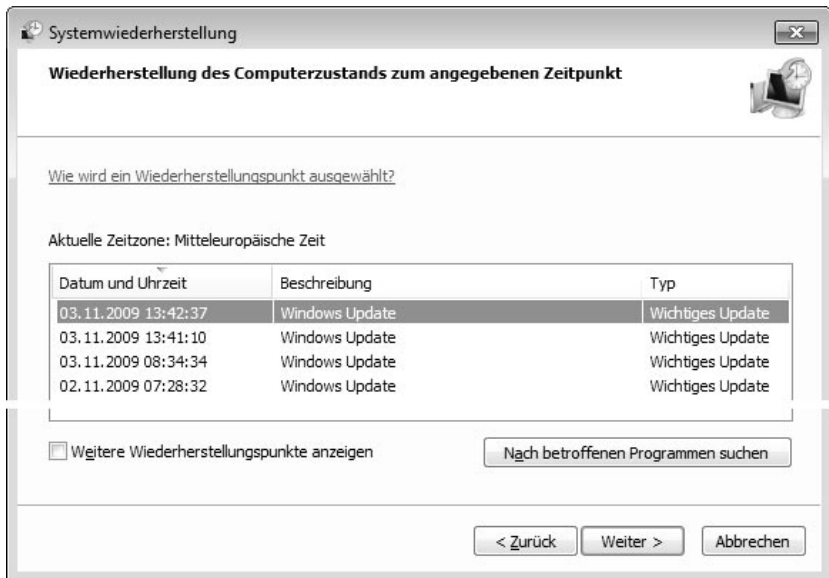 Systemwiederherstellung
Wiederherstellung des Computerzustands zum angegebenen Zeitpunkt
Wie wird ein Wiederherstellungspunkt ausgewählt?
Aktuelle Zeitzone: Mitteleuropäische Zeit
Datum und Uhrzeit Beschreibung Typ
03.11.2009 13:42:37 Windows Update Wichtiges Update
03.11.2009 13:41:10 Windows Update Wichtiges Update
03.11.2009 08:34:34 Windows Update Wichtiges Update
02.11.2009 07:28:32 Windows Update Wichtiges Update
Weitere Wiederherstellungspunkte anzeigen Nach betroffenen Programmen suchen
< Zurück Weiter > Abbrechen